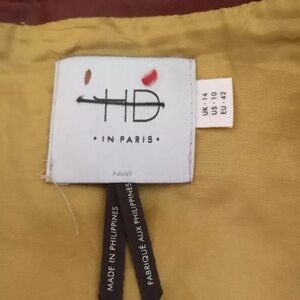 HD
• IN PARIS •
UK • 14
US • 10
EU • 42
MADE IN PHILIPPINES
FABRIQUÉ AUX PHILIPPINES